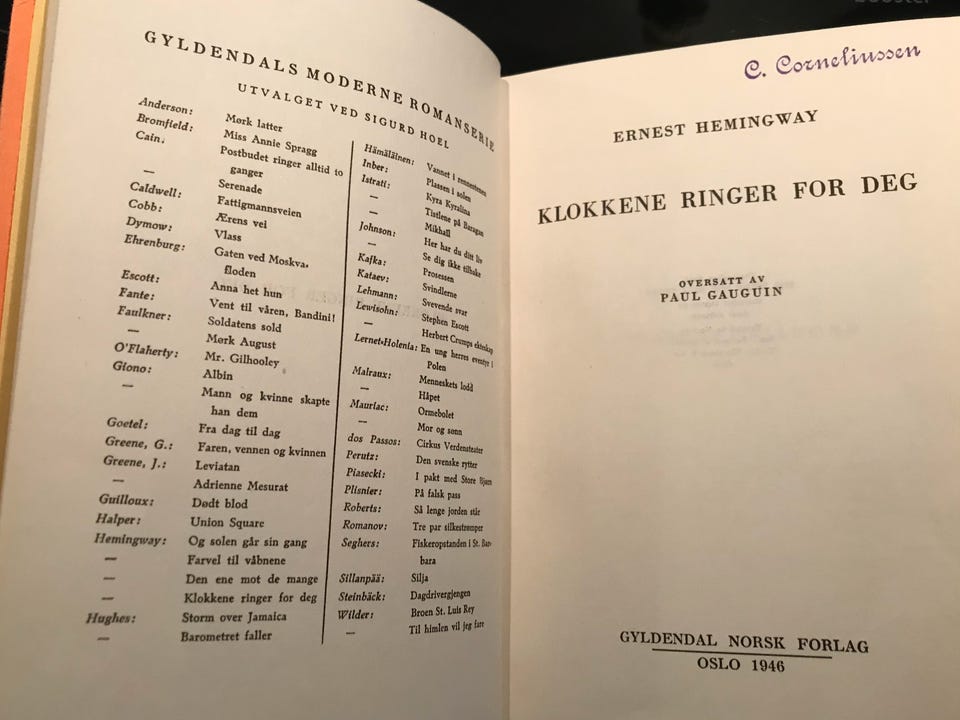 GYLDENDALS MODERNE ROMANSERIE
UTVALGET VED SIGURD HOEL
Anderson: Mørk latter
Bromfield: Miss Annie Spragg
Cain: Postbudet ringer alltid to
ganger
— Serenade
Caldwell: Fattigmannsveien
Cobb: Ærens vei
Dymow: Vlass
Ehrenburg: Gaten ved Moskva-
floden
Escott: Anna het hun
Fante: Vent til våren, Bandini!
Faulkner: Soldatens sold
— Mørk August
O'Flaherty: Mr. Gilhooley
Giono: Albin
— Mann og kvinne skapte
han dem
Goetel: Fra dag til dag
Greene, G.: Faren, vennen og kvinnen
Greene, J.: Leviatan
— Adrienne Mesurat
Guilloux: Dødt blod
Halper: Union Square
Hemingway: Og solen går sin gang
— Farvel til våbnene
— Den ene mot de mange
— Klokkene ringer for deg
Hughes: Storm over Jamaica
— Barometret faller
Hämäläinen: Vannet i rennestenen
Inber: Plassen i solen
Istrati: Kyra Kyralina
— Tistlene på Baragan
— Mikhail
Johnson: Her har du ditt liv
— Se dig ikke tilbake
Kafka: Prosessen
Kataev: Svindlerne
Lehmann: Svevende svar
Lewisohn: Stephen Escott
— Herbert Crumps ekteskap
Lernet-Holenia: En ung herres eventyr i
Polen
Malraux: Menneskets lodd
— Håpet
Mauriac: Ormebolet
— Mor og sønn
dos Passos: Cirkus Verdensteater
Perutz: Den svenske rytter
Piasecki: I pakt med Store Bjørn
Plisnier: På falsk pass
Roberts: Så lenge jorden står
Romanov: Tre par silkestrømper
Seghers: Fiskeropstanden i St. Bar-
bara
Sillanpää: Silja
Steinbäck: Dagdrivergjengen
Wilder: Broen St. Luis Rey
— Til himlen vil jeg fare
C. Corneliussen
ERNEST HEMINGWAY
KLOKKENE RINGER FOR DEG
OVERSATT AV
PAUL GAUGUIN
GYLDENDAL NORSK FORLAG
OSLO 1946